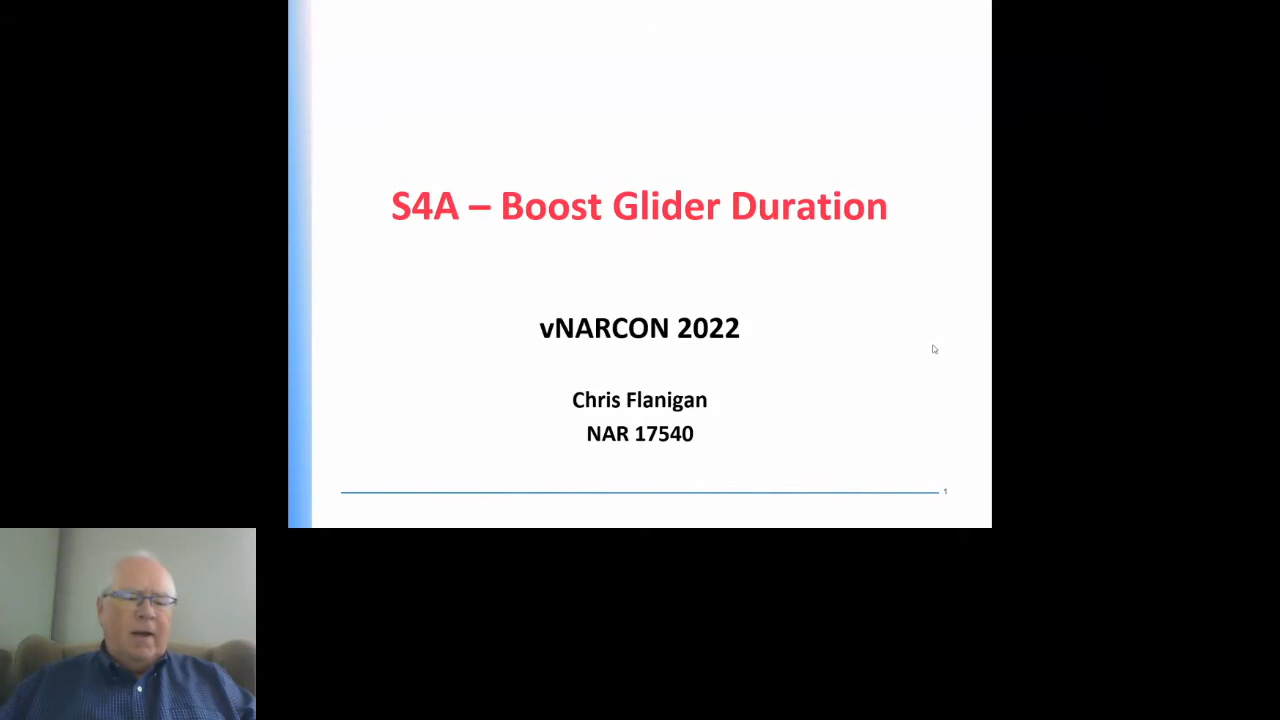 S4A – Boost Glider Duration
vNARCON 2022
Chris Flanigan
NAR 17540
1